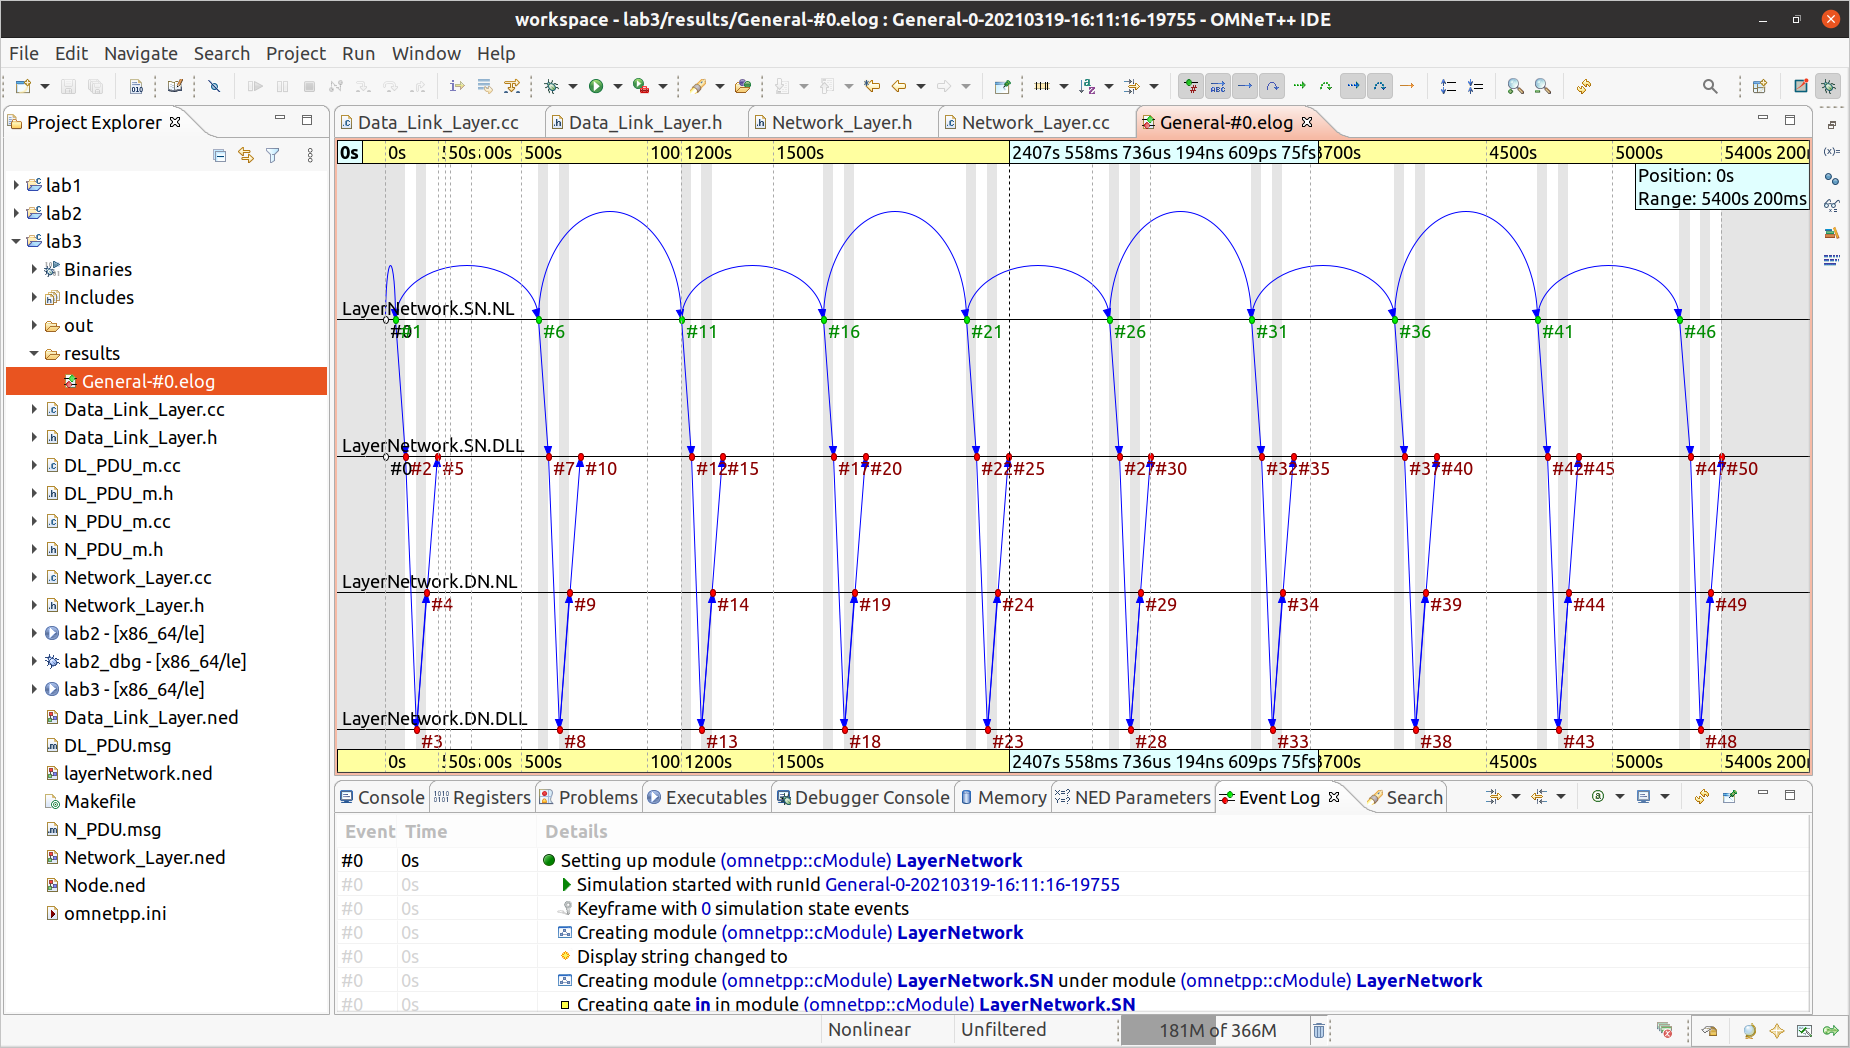 workspace - lab3/results/General-#0.elog : General-0-20210319-16:11:16-19755 - OMNeT++ IDE
File Edit Navigate Search Project Run Window Help
Project Explorer
lab1
lab2
lab3
Binaries
Includes
out
results
General-#0.elog
Data_Link_Layer.cc
Data_Link_Layer.h
DL_PDU_m.cc
DL_PDU_m.h
N_PDU_m.cc
N_PDU_m.h
Network_Layer.cc
Network_Layer.h
lab2 - [x86_64/le]
lab2_dbg - [x86_64/le]
lab3 - [x86_64/le]
Data_Link_Layer.ned
DL_PDU.msg
layerNetwork.ned
Makefile
N_PDU.msg
Network_Layer.ned
Node.ned
omnetpp.ini
Data_Link_Layer.cc Data_Link_Layer.h Network_Layer.h Network_Layer.cc General-#0.elog
0s 0s 50s 00s 500s 100 1200s 1500s 2407s 558ms 736us 194ns 609ps 75fs 700s 4500s 5000s 5400s 200
Position: 0s
Range: 5400s 200ms
LayerNetwork.SN.NL
#0 1 #6 #11 #16 #21 #26 #31 #36 #41 #46
LayerNetwork.SN.DLL
#0 #2 #5 #7 #10 #12 #15 #17 #20 #22 #25 #27 #30 #32 #35 #37 #40 #42 #45 #47 #50
LayerNetwork.DN.NL
#4 #9 #14 #19 #24 #29 #34 #39 #44 #49
LayerNetwork.DN.DLL
#3 #8 #13 #18 #23 #28 #33 #38 #43 #48
0s 50s 00s 500s 100 1200s 1500s 2407s 558ms 736us 194ns 609ps 75fs 700s 4500s 5000s 5400s 200
Console Registers Problems Executables Debugger Console Memory NED Parameters Event Log Search
Event Time Details
#0 0s Setting up module (omnetpp::cModule) LayerNetwork
#0 0s Simulation started with runId General-0-20210319-16:11:16-19755
#0 0s Keyframe with 0 simulation state events
#0 0s Creating module (omnetpp::cModule) LayerNetwork
#0 0s Display string changed to
#0 0s Creating module (omnetpp::cModule) LayerNetwork.SN under module (omnetpp::cModule) LayerNetwork
#0 0s Creating gate in in module (omnetpp::cModule) LayerNetwork.SN
Nonlinear Unfiltered 181M of 366M